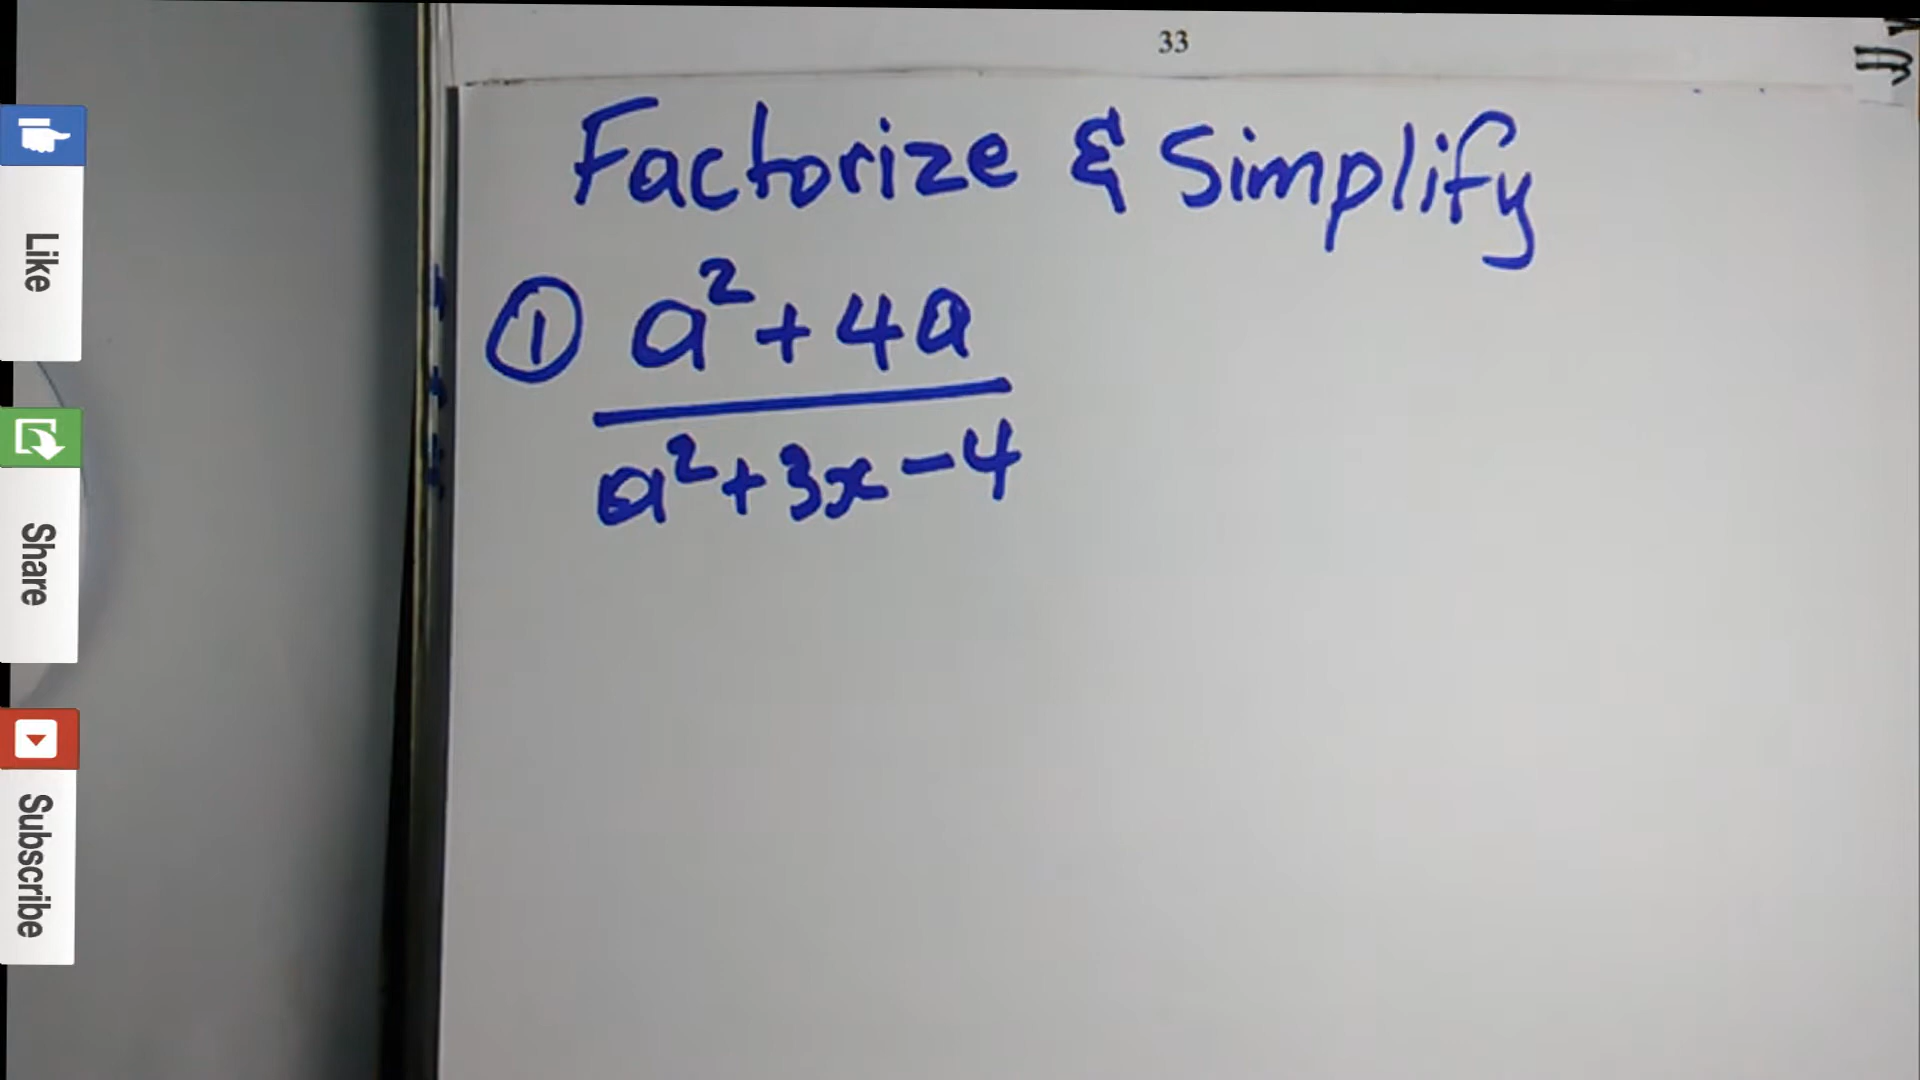 33
Factorize & Simplify
① a²+4a
a²+3x-4
Like
Share
Subscribe